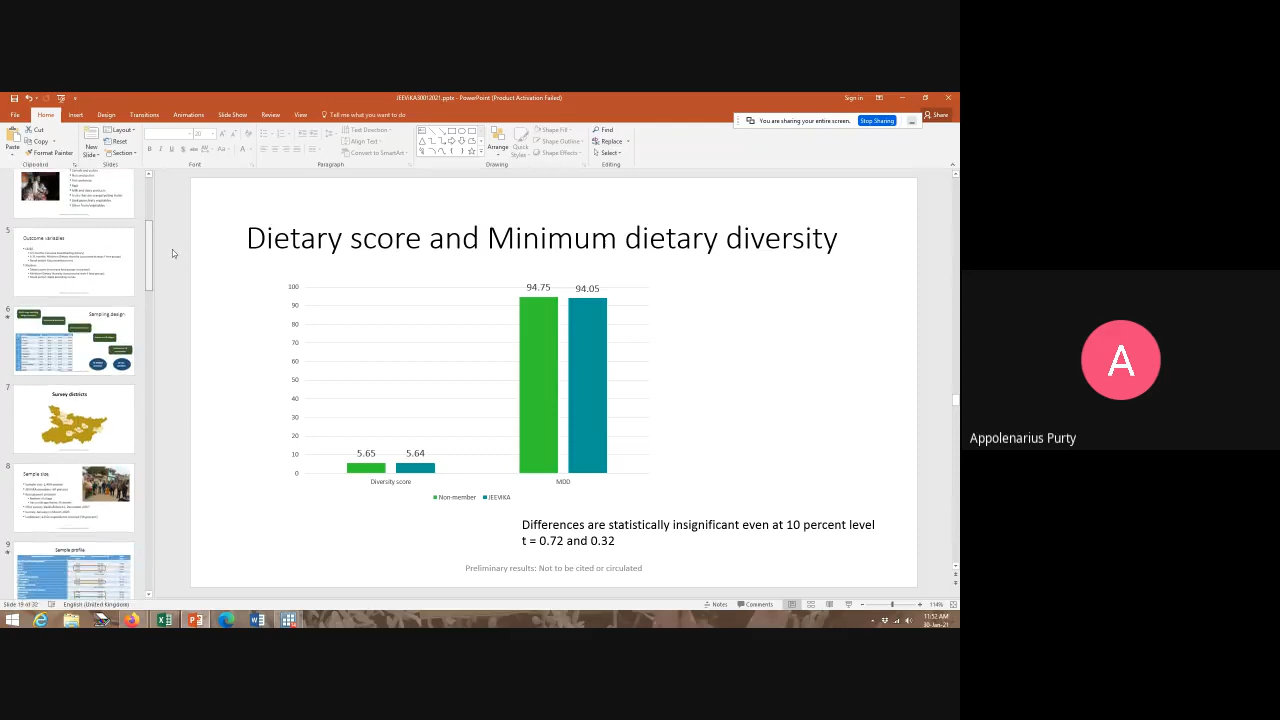 JEEViKA30012021.pptx - PowerPoint (Product Activation Failed)
Sign in
File Home Insert Design Transitions Animations Slide Show Review View Tell me what you want to do
You are sharing your entire screen. Stop Sharing
Share
Paste
Cut
Copy
Format Painter
Clipboard
New Slide
Layout
Reset
Section
Slides
20
Font
Text Direction
Align Text
Convert to SmartArt
Paragraph
Arrange
Quick Styles
Shape Fill
Shape Outline
Shape Effects
Drawing
Find
Replace
Select
Editing
5
Outcome variables
6
Sampling design
7
Survey districts
8
Sample size
9
Sample profile
Dietary score and Minimum dietary diversity
100
90
80
70
60
50
40
30
20
10
0
5.65 5.64
94.75 94.05
Diversity score MDD
Non-member JEEViKA
Differences are statistically insignificant even at 10 percent level
t = 0.72 and 0.32
Preliminary results: Not to be cited or circulated
Slide 19 of 32 English (United Kingdom)
Notes Comments 114%
11:52 AM
30-Jan-21
A
Appolenarius Purty